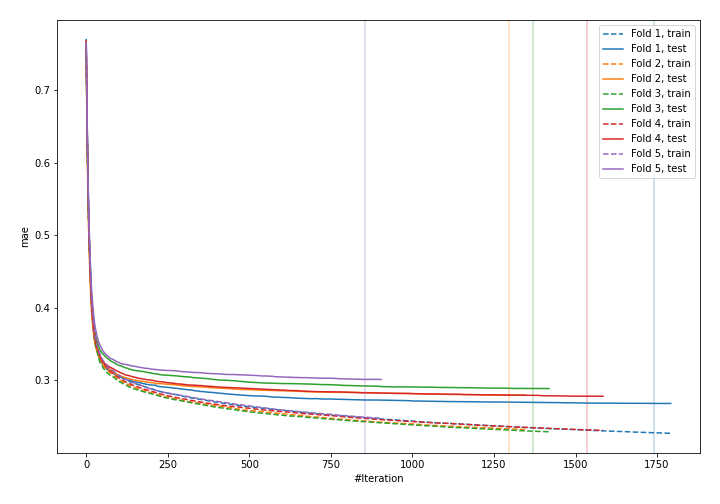 0.7
0.6
0.5
0.4
0.3
mae
0 250 500 750 1000 1250 1500 1750
#Iteration
Fold 1, train
Fold 1, test
Fold 2, train
Fold 2, test
Fold 3, train
Fold 3, test
Fold 4, train
Fold 4, test
Fold 5, train
Fold 5, test